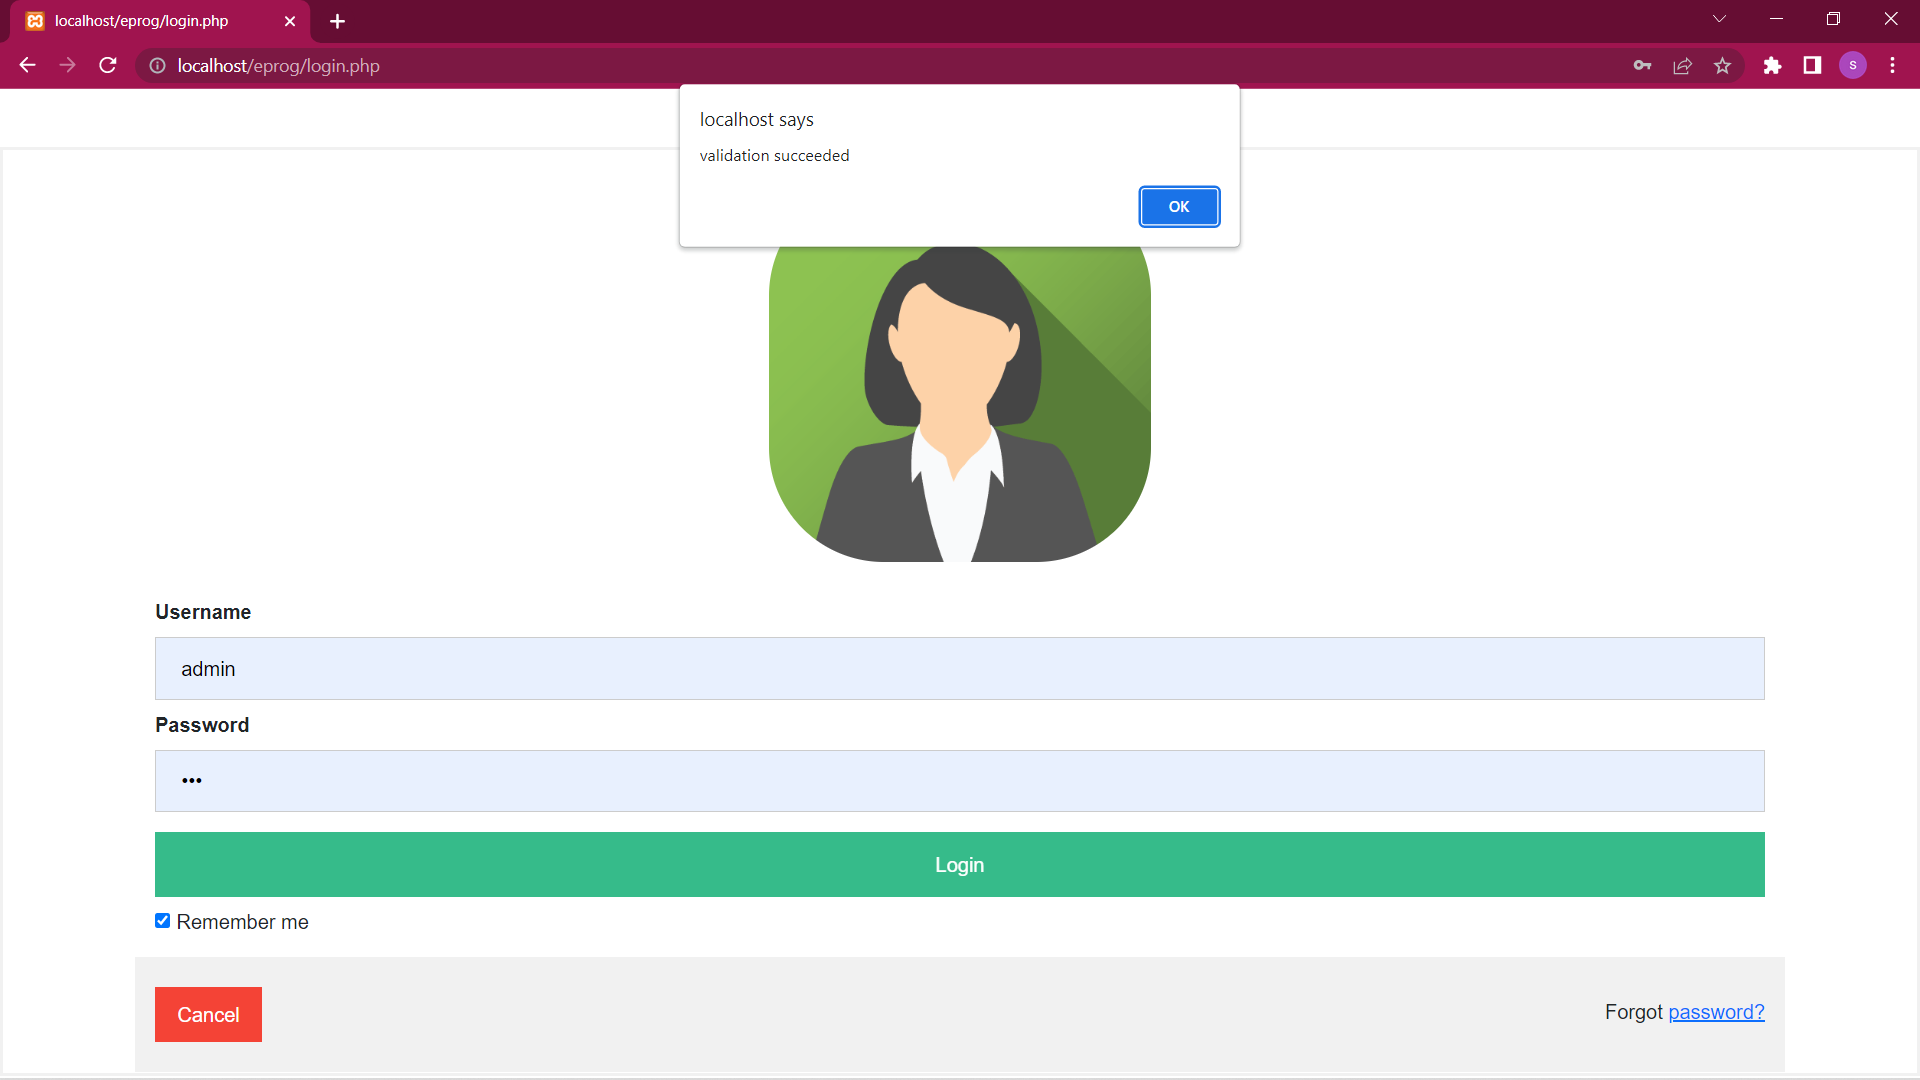 localhost/eprog/login.php
localhost/eprog/login.php
s
localhost says
validation succeeded
OK
Username
admin
Password
•••
Login
Remember me
Cancel
Forgot password?